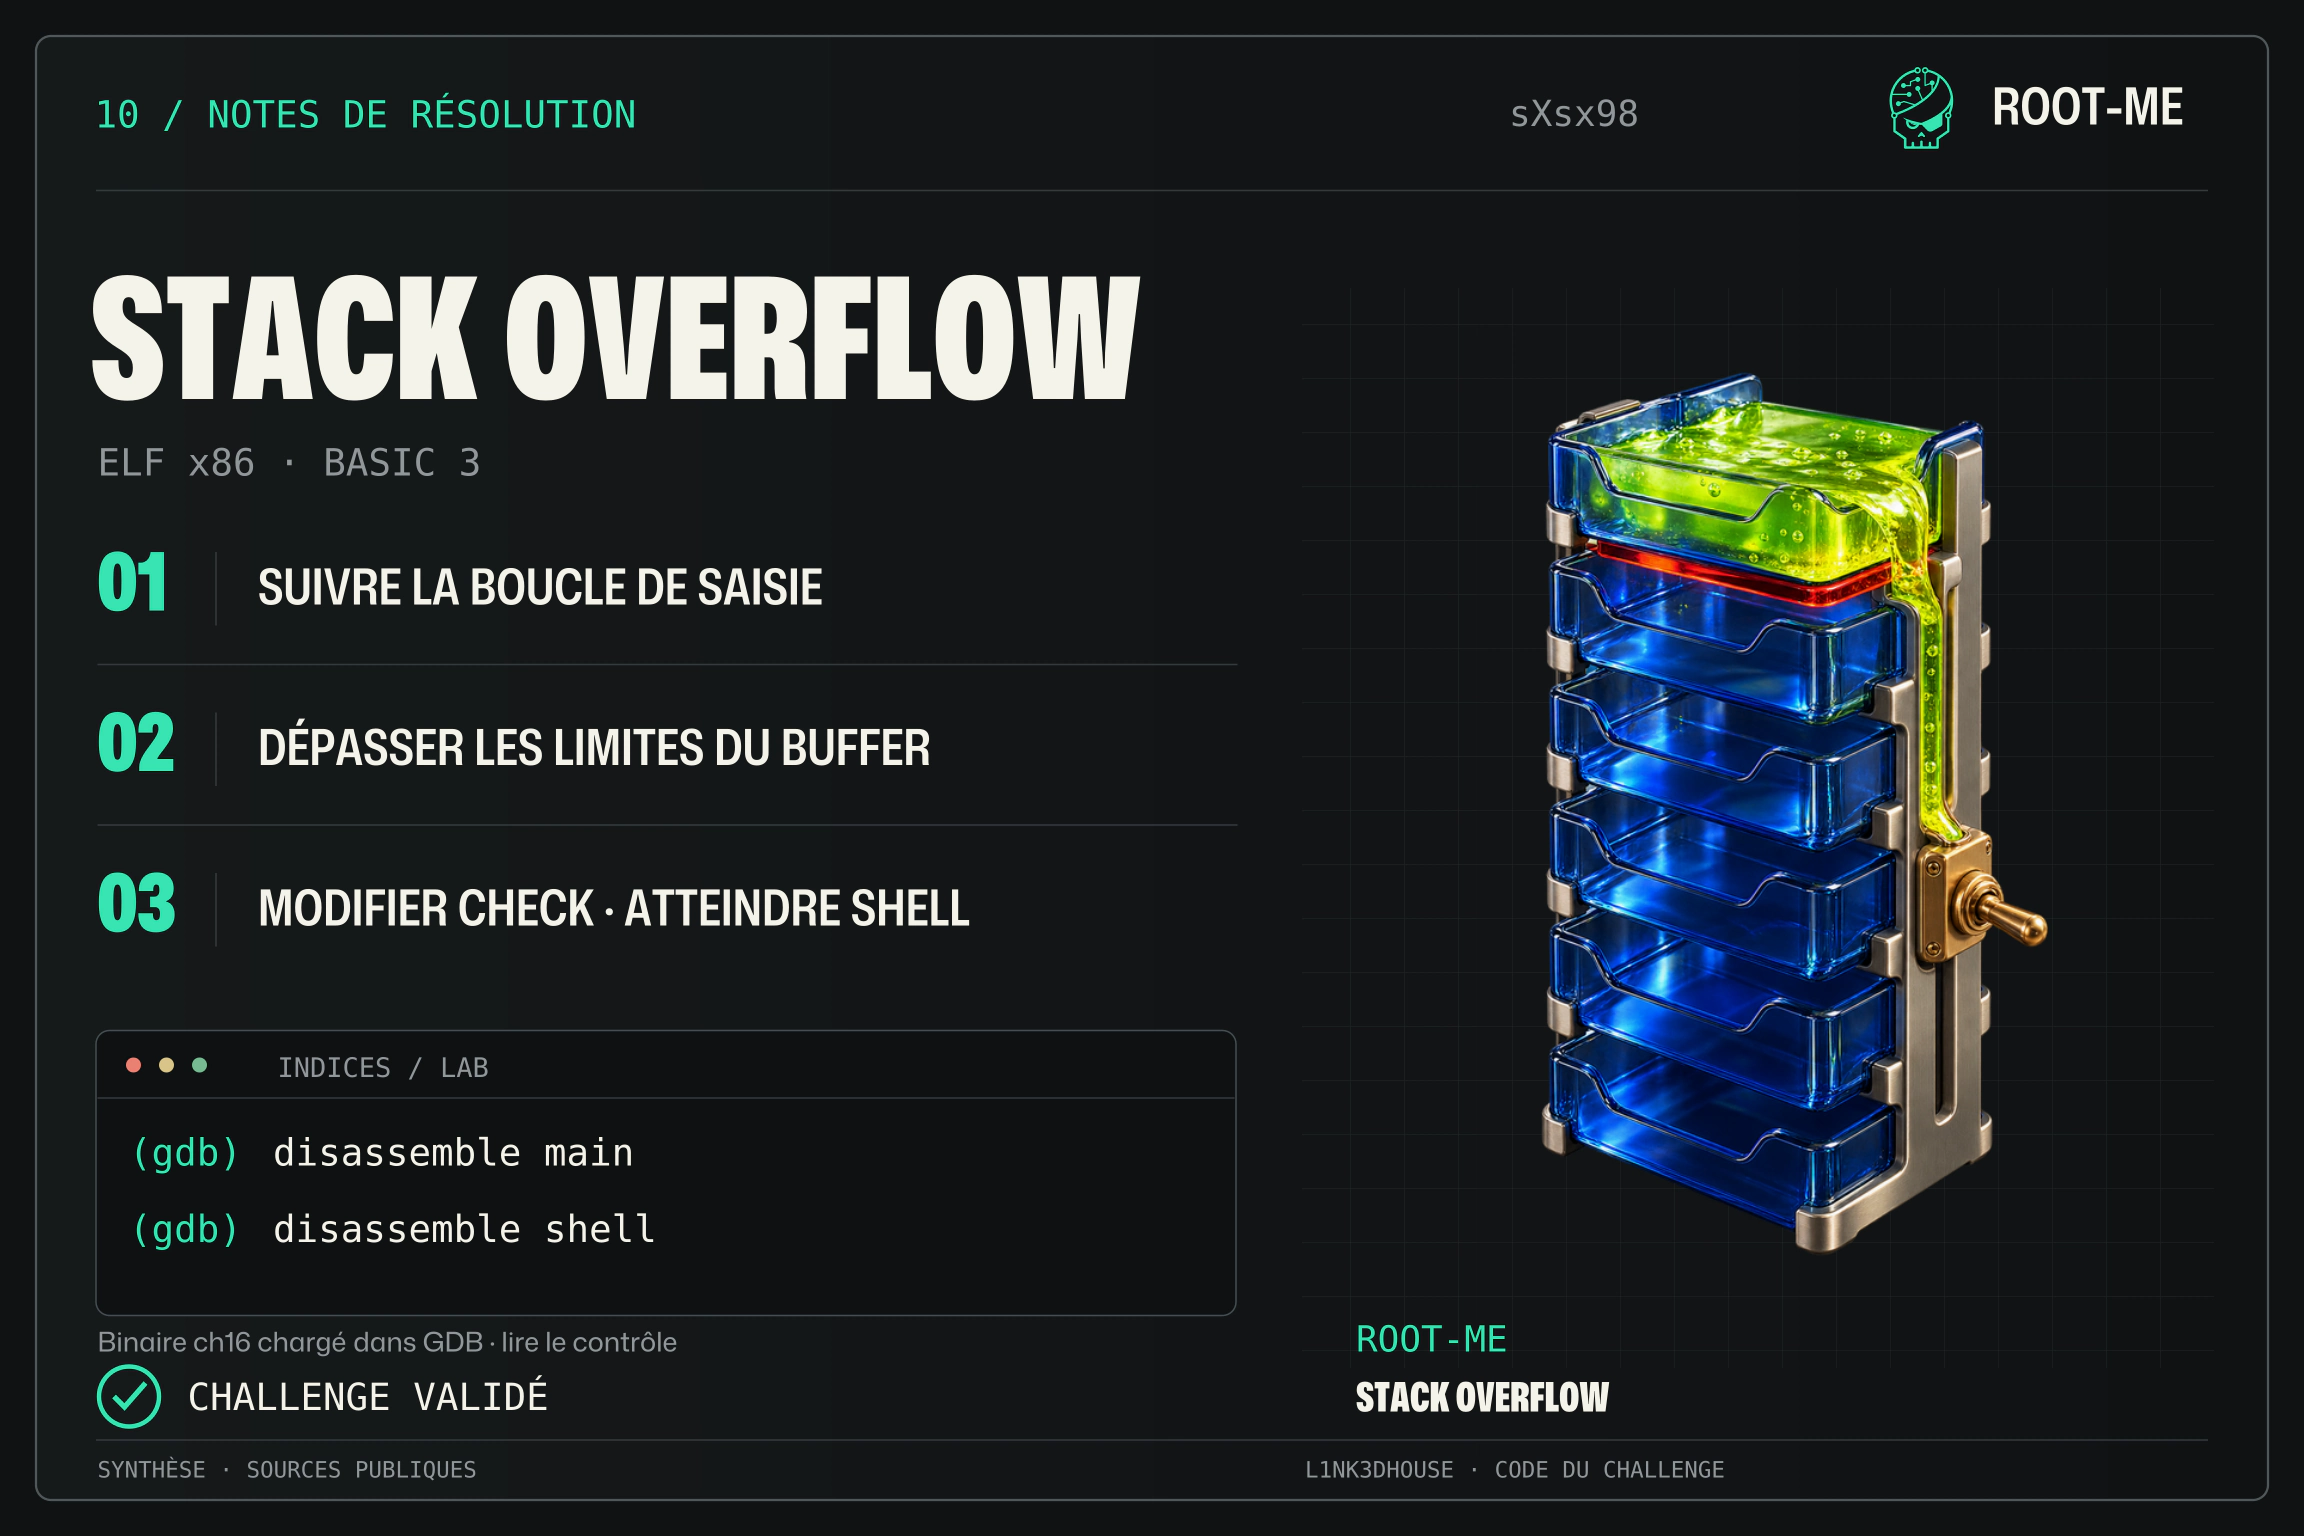 10 / NOTES DE RÉSOLUTION
sXsx98
ROOT-ME
STACK OVERFLOW
ELF x86 · BASIC 3
01 SUIVRE LA BOUCLE DE SAISIE
02 DÉPASSER LES LIMITES DU BUFFER
03 MODIFIER CHECK · ATTEINDRE SHELL
INDICES / LAB
(gdb) disassemble main
(gdb) disassemble shell
Binaire ch16 chargé dans GDB · lire le contrôle
CHALLENGE VALIDÉ
ROOT-ME
STACK OVERFLOW
SYNTHÈSE · SOURCES PUBLIQUES
L1NK3DHOUSE · CODE DU CHALLENGE